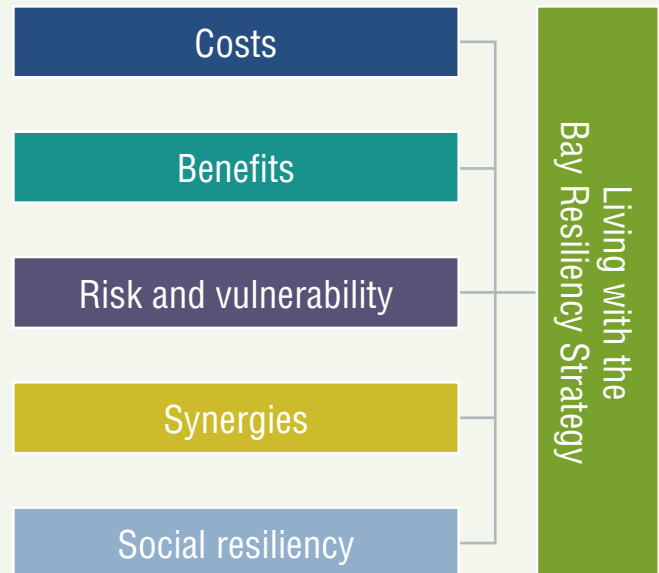 Costs
Benefits
Risk and vulnerability
Synergies
Social resiliency
Living with the
Bay Resiliency Strategy